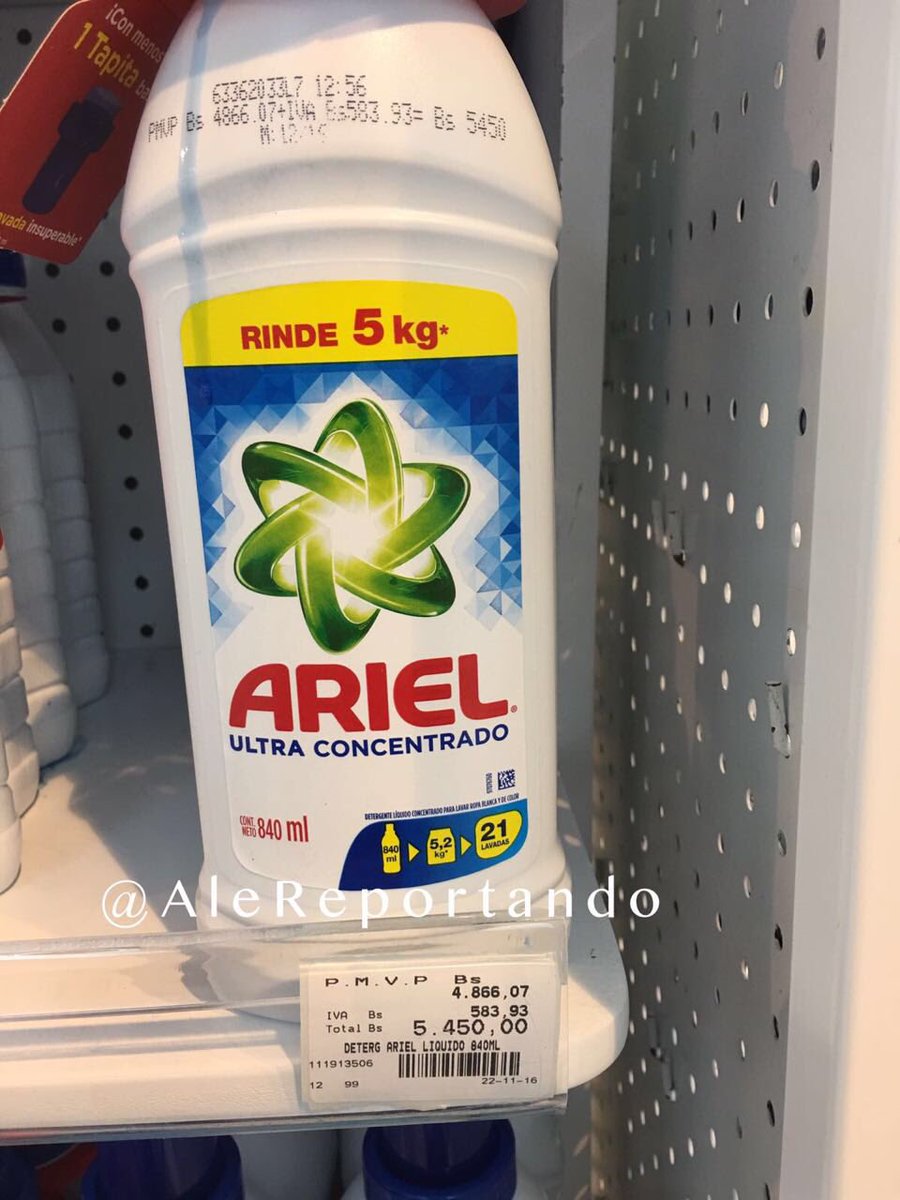 ¡Con menos
1 Tapita ba
vada insuperable*
63362033L7 12:56
PMVP Bs 4866.07+IVA Bs583.93= Bs 5450
RINDE 5 kg*
ARIEL®
ULTRA CONCENTRADO
DETERGENTE LÍQUIDO CONCENTRADO PARA LAVAR ROPA BLANCA Y DE COLOR
CONT. NETO 840 ml
840 ml
5,2 kg*
21 LAVADAS
@AleReportando
P.M.V.P Bs
4.866,07
IVA Bs 583,93
Total Bs 5.450,00
DETERG ARIEL LIQUIDO 840ML
111913506
12 99 22-11-16